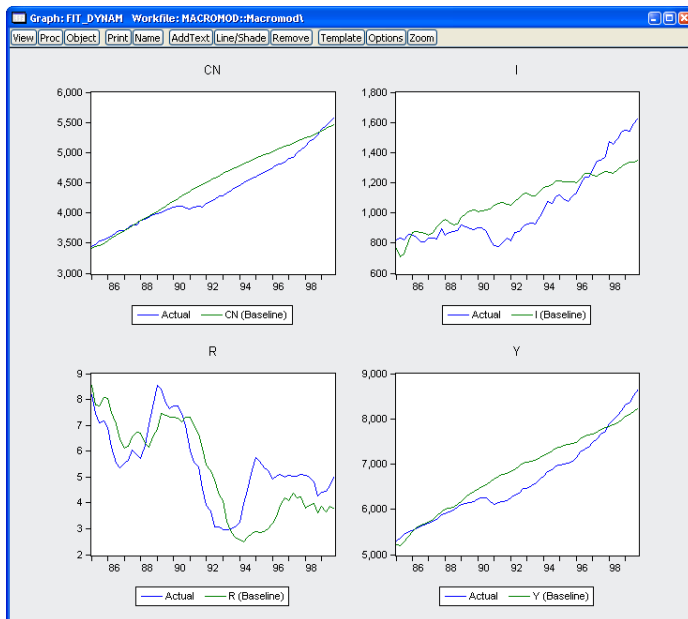 Graph: FIT_DYNAM Workfile: MACROMOD::Macromod\
View Proc Object Print Name AddText Line/Shade Remove Template Options Zoom
CN
6,000
5,500
5,000
4,500
4,000
3,500
3,000
86 88 90 92 94 96 98
Actual CN (Baseline)
I
1,800
1,600
1,400
1,200
1,000
800
600
86 88 90 92 94 96 98
Actual I (Baseline)
R
9
8
7
6
5
4
3
2
86 88 90 92 94 96 98
Actual R (Baseline)
Y
9,000
8,000
7,000
6,000
5,000
86 88 90 92 94 96 98
Actual Y (Baseline)